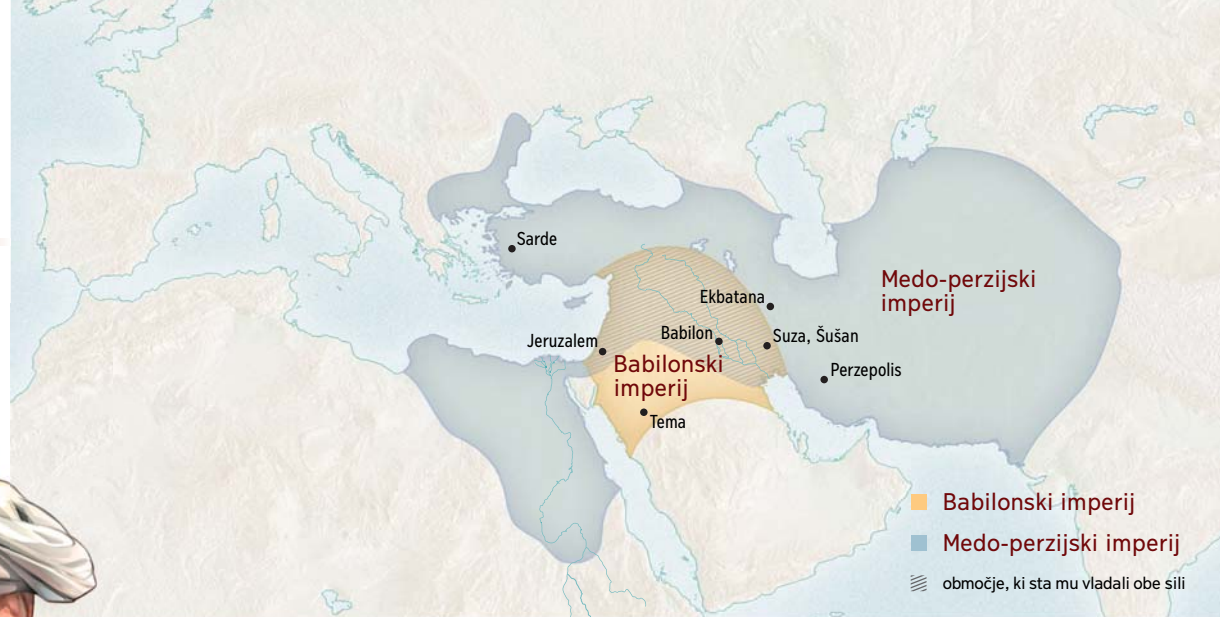 Sarde
Medo-perzijski
imperij
Ekbatana
Jeruzalem
Babilon
Suza, Šušan
Babilonski
imperij
Perzepolis
Tema
Babilonski imperij
Medo-perzijski imperij
območje, ki sta mu vladali obe sili